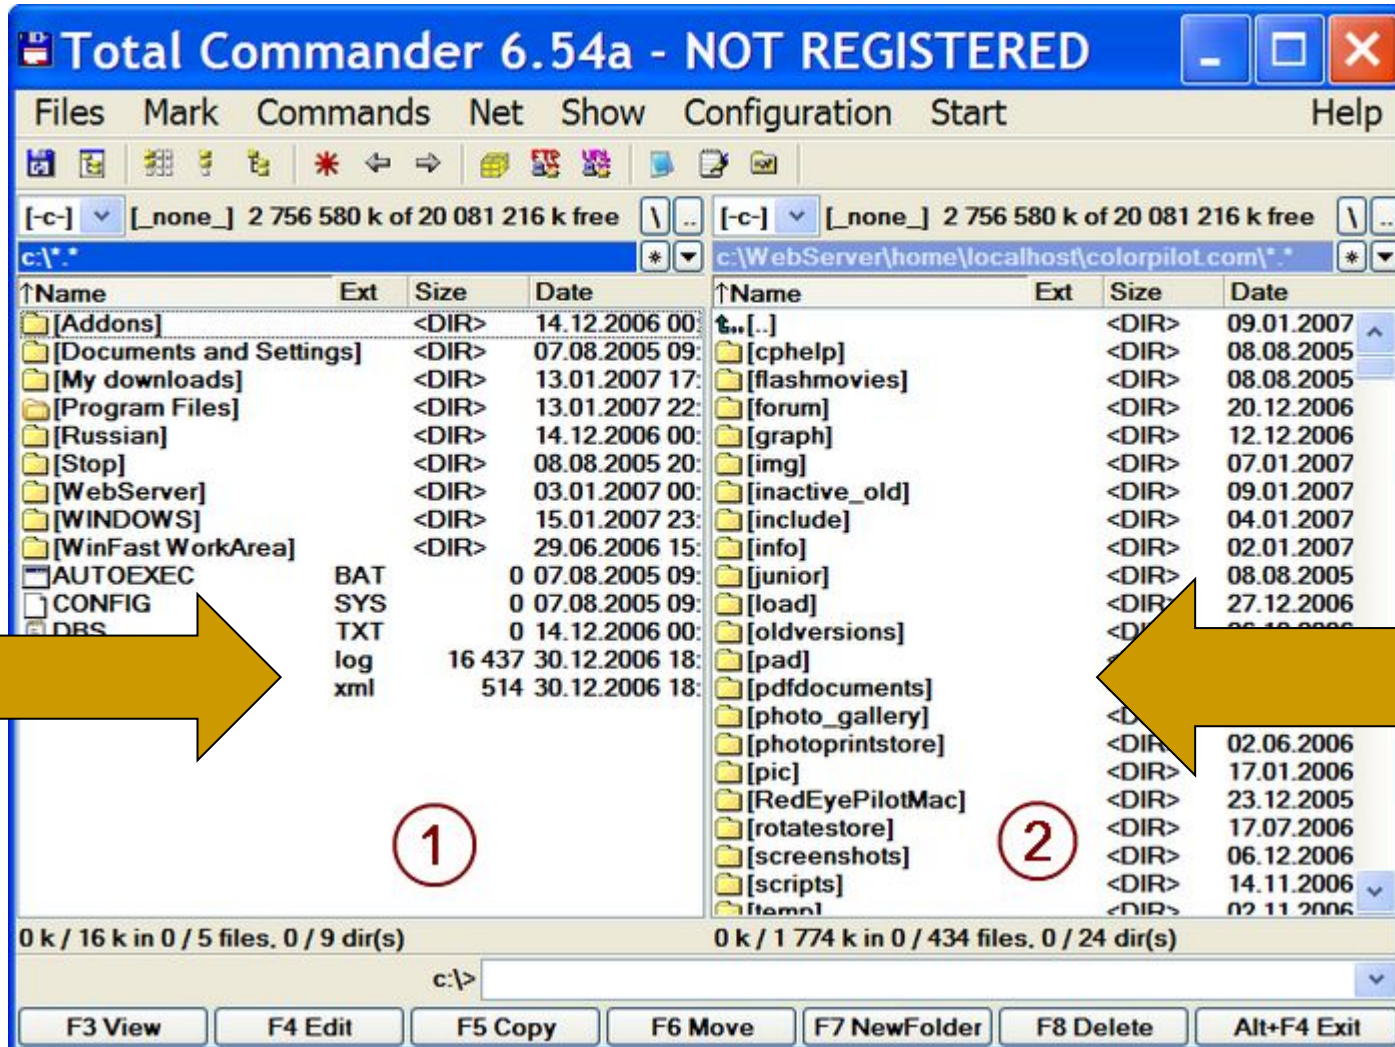 Total Commander 6.54a - NOT REGISTERED
Files Mark Commands Net Show Configuration Start Help
[-c-] [_none_] 2 756 580 k of 20 081 216 k free \ ..
c:\*.* *
↑Name Ext Size Date
[Addons] <DIR> 14.12.2006 00:
[Documents and Settings] <DIR> 07.08.2005 09:
[My downloads] <DIR> 13.01.2007 17:
[Program Files] <DIR> 13.01.2007 22:
[Russian] <DIR> 14.12.2006 00:
[Stop] <DIR> 08.08.2005 20:
[WebServer] <DIR> 03.01.2007 00:
[WINDOWS] <DIR> 15.01.2007 23:
[WinFast WorkArea] <DIR> 29.06.2006 15:
AUTOEXEC BAT 0 07.08.2005 09:
CONFIG SYS 0 07.08.2005 09:
DBS TXT 0 14.12.2006 00:
log 16 437 30.12.2006 18:
xml 514 30.12.2006 18:
1
0 k / 16 k in 0 / 5 files, 0 / 9 dir(s)
[-c-] [_none_] 2 756 580 k of 20 081 216 k free \ ..
c:\WebServer\home\localhost\colorpilot.com\*.* *
↑Name Ext Size Date
[..] <DIR> 09.01.2007
[cphelp] <DIR> 08.08.2005
[flashmovies] <DIR> 08.08.2005
[forum] <DIR> 20.12.2006
[graph] <DIR> 12.12.2006
[img] <DIR> 07.01.2007
[inactive_old] <DIR> 09.01.2007
[include] <DIR> 04.01.2007
[info] <DIR> 02.01.2007
[junior] <DIR> 08.08.2005
[load] <DIR> 27.12.2006
[oldversions]
[pad]
[pdfdocuments]
[photo_gallery]
[photoprintstore] <DIR> 02.06.2006
[pic] <DIR> 17.01.2006
[RedEyePilotMac] <DIR> 23.12.2005
[rotatestore] <DIR> 17.07.2006
[screenshots] <DIR> 06.12.2006
[scripts] <DIR> 14.11.2006
[temp] <DIR> 02.11.2006
2
0 k / 1 774 k in 0 / 434 files, 0 / 24 dir(s)
c:\>
F3 View F4 Edit F5 Copy F6 Move F7 NewFolder F8 Delete Alt+F4 Exit